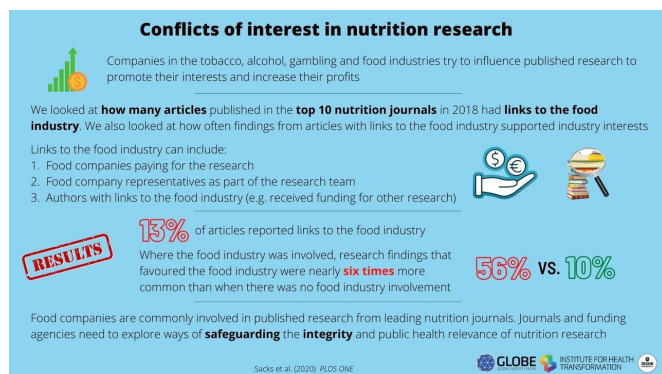 Conflicts of interest in nutrition research
Companies in the tobacco, alcohol, gambling and food industries try to influence published research to
promote their interests and increase their profits
We looked at how many articles published in the top 10 nutrition journals in 2018 had links to the food
industry. We also looked at how often findings from articles with links to the food industry supported industry interests
Links to the food industry can include:
1. Food companies paying for the research
2. Food company representatives as part of the research team
3. Authors with links to the food industry (e.g. received funding for other research)
RESULTS
13% of articles reported links to the food industry
Where the food industry was involved, research findings that
favoured the food industry were nearly six times more
common than when there was no food industry involvement
56% vs. 10%
Food companies are commonly involved in published research from leading nutrition journals. Journals and funding
agencies need to explore ways of safeguarding the integrity and public health relevance of nutrition research
Sacks et al. (2020) PLOS ONE
GLOBE
GLOBAL OBESITY CENTRE
INSTITUTE FOR HEALTH
TRANSFORMATION
DEAKIN